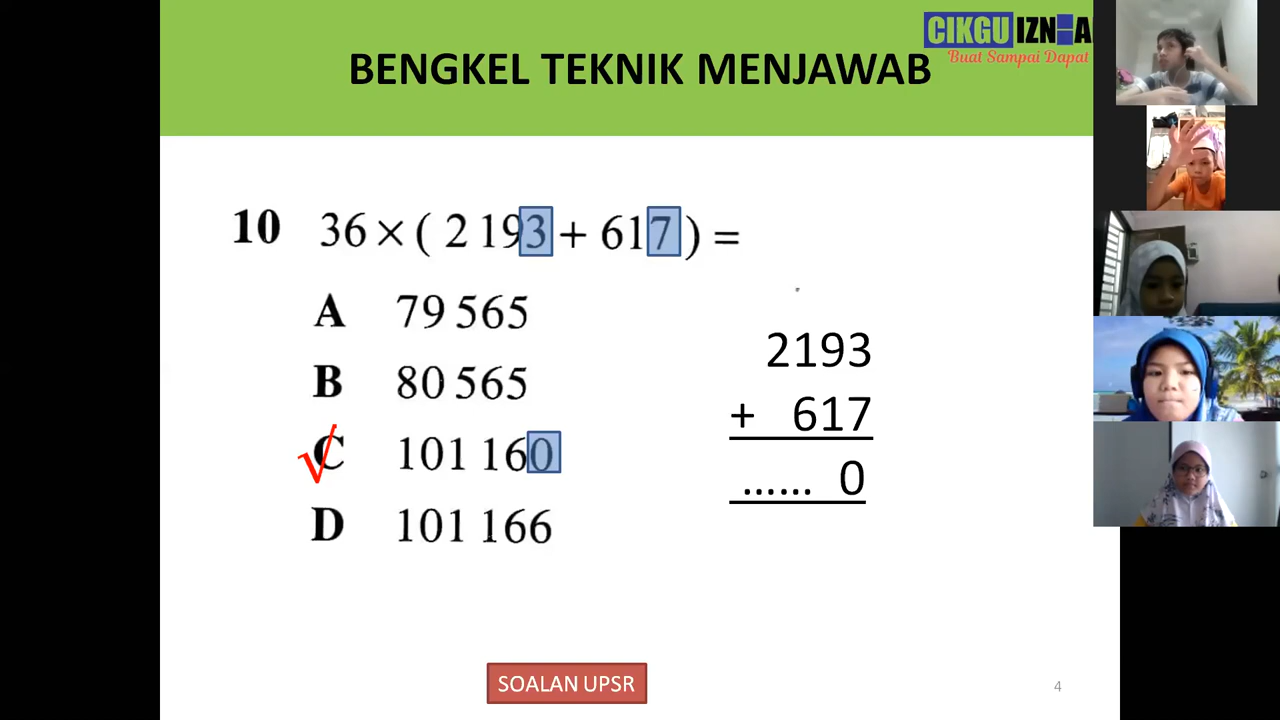 CIKGU IZN
Buat Sampai Dapat
BENGKEL TEKNIK MENJAWAB
10 36 × ( 2 193 + 617 ) =
A 79 565
B 80 565
C 101 160
D 101 166
2193
+ 617
...... 0
SOALAN UPSR
4